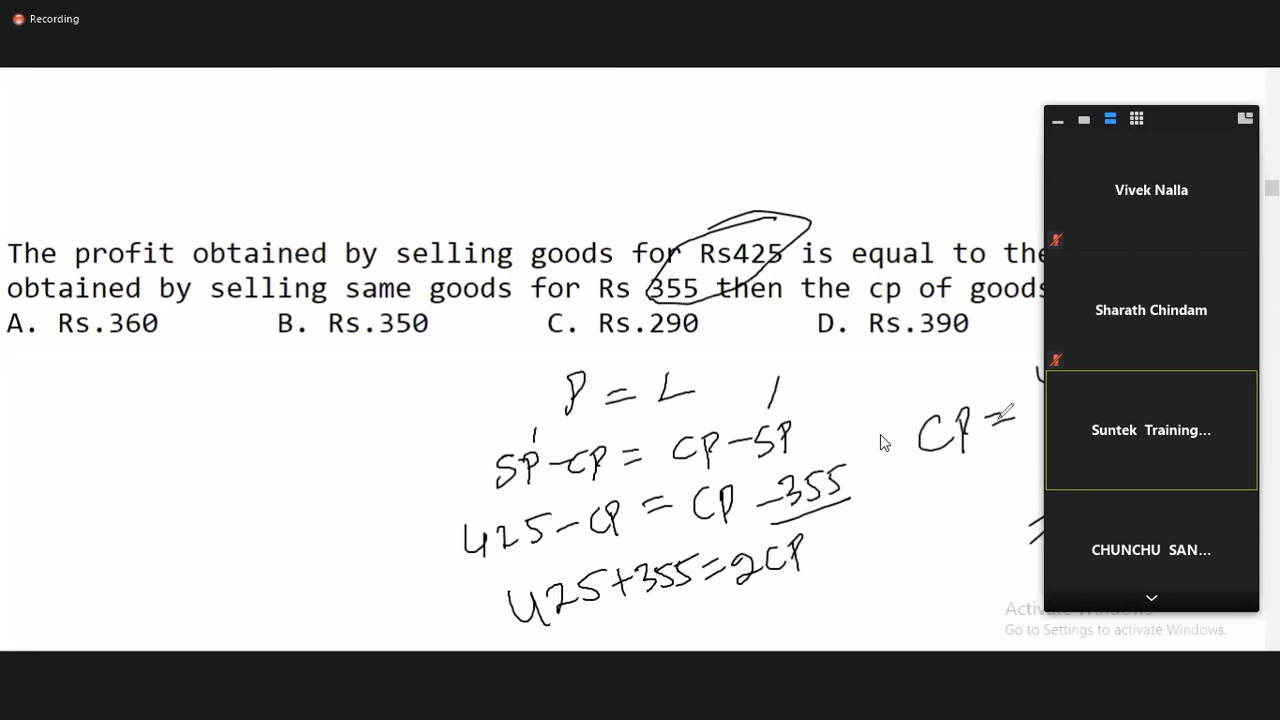 Recording
The profit obtained by selling goods for Rs425 is equal to the
obtained by selling same goods for Rs 355 then the cp of goods
A. Rs.360 B. Rs.350 C. Rs.290 D. Rs.390
P = L
SP - CP = CP - SP
425 - CP = CP - 355
425 + 355 = 2CP
CP =
=
Vivek Nalla
Sharath Chindam
Suntek Training...
CHUNCHU SAN...
Activate Windows
Go to Settings to activate Windows.